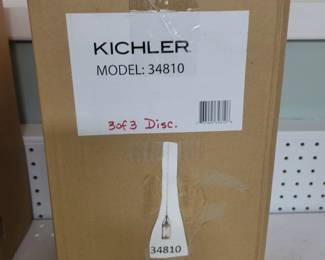 KICHLER
MODEL: 34810
3 of 3 Disc.
34810